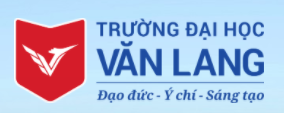 TRƯỜNG ĐẠI HỌC
VĂN LANG
Đạo đức - Ý chí - Sáng tạo